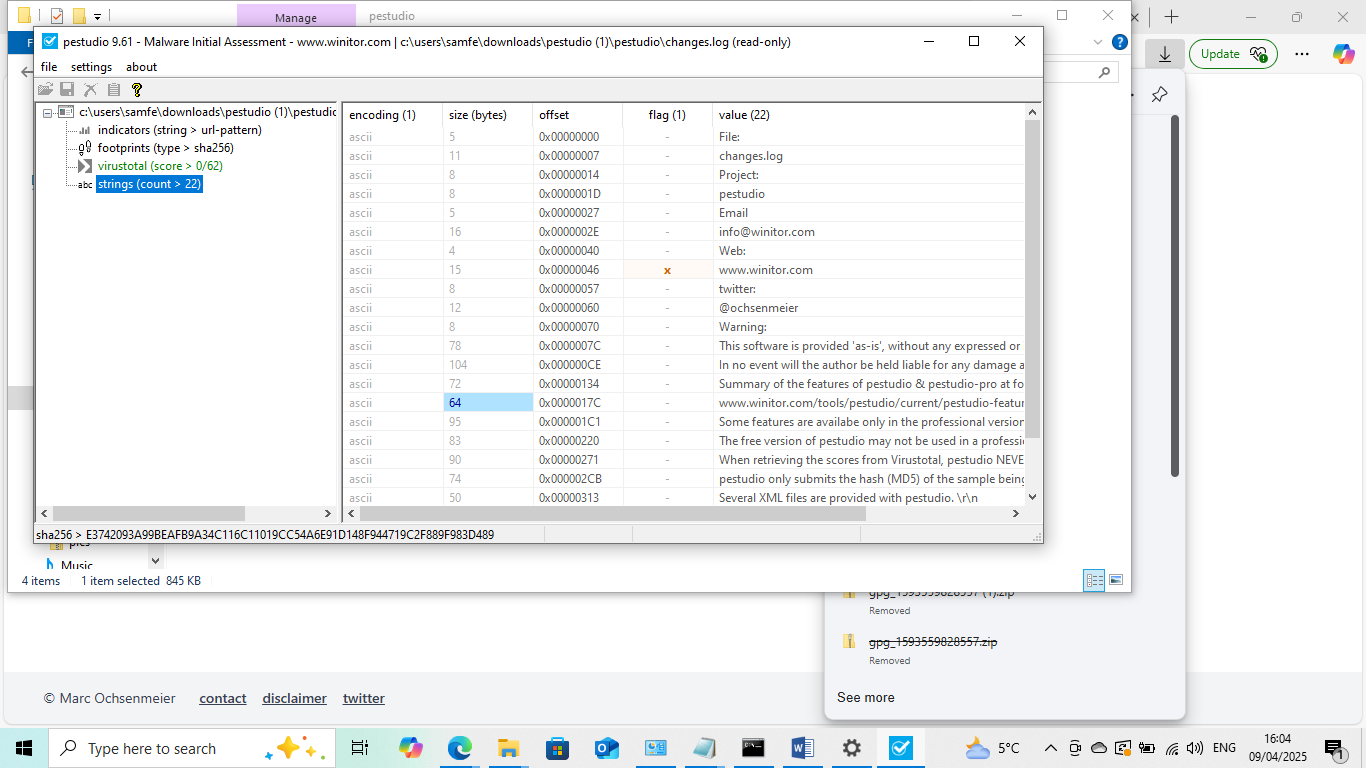 Manage
pestudio
pestudio 9.61 - Malware Initial Assessment - www.winitor.com | c:\users\samfe\downloads\pestudio (1)\pestudio\changes.log (read-only)
Update
file settings about
c:\users\samfe\downloads\pestudio (1)\pestudio
indicators (string > url-pattern)
footprints (type > sha256)
virustotal (score > 0/62)
abc strings (count > 22)
encoding (1) size (bytes) offset flag (1) value (22)
ascii 5 0x00000000 - File:
ascii 11 0x00000007 - changes.log
ascii 8 0x00000014 - Project:
ascii 8 0x0000001D - pestudio
ascii 5 0x00000027 - Email
ascii 16 0x0000002E - info@winitor.com
ascii 4 0x00000040 - Web:
ascii 15 0x00000046 x www.winitor.com
ascii 8 0x00000057 - twitter:
ascii 12 0x00000060 - @ochsenmeier
ascii 8 0x00000070 - Warning:
ascii 78 0x0000007C - This software is provided 'as-is', without any expressed or
ascii 104 0x000000CE - In no event will the author be held liable for any damage a
ascii 72 0x00000134 - Summary of the features of pestudio & pestudio-pro at fo
ascii 64 0x0000017C - www.winitor.com/tools/pestudio/current/pestudio-featur
ascii 95 0x000001C1 - Some features are availabe only in the professional version
ascii 83 0x00000220 - The free version of pestudio may not be used in a professi
ascii 90 0x00000271 - When retrieving the scores from Virustotal, pestudio NEVE
ascii 74 0x000002CB - pestudio only submits the hash (MD5) of the sample being
ascii 50 0x00000313 - Several XML files are provided with pestudio. \r\n
sha256 > E3742093A99BEAFB9A34C116C11019CC54A6E91D148F944719C2F889F983D489
pics
Music
4 items 1 item selected 845 KB
gpg_1593559828557 (1).zip
Removed
gpg_1593559828557.zip
Removed
See more
© Marc Ochsenmeier contact disclaimer twitter
Type here to search
5°C
ENG
16:04
09/04/2025
1